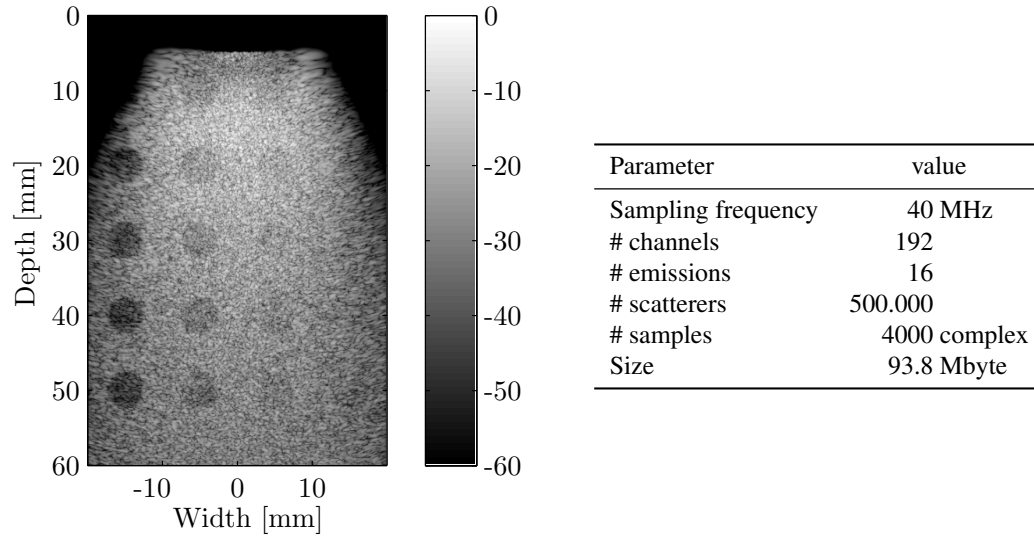 0
10
20
30
40
50
60
Depth [mm]
-10 0 10
Width [mm]
0
-10
-20
-30
-40
-50
-60
Parameter value
Sampling frequency 40 MHz
# channels 192
# emissions 16
# scatterers 500.000
# samples 4000 complex
Size 93.8 Mbyte